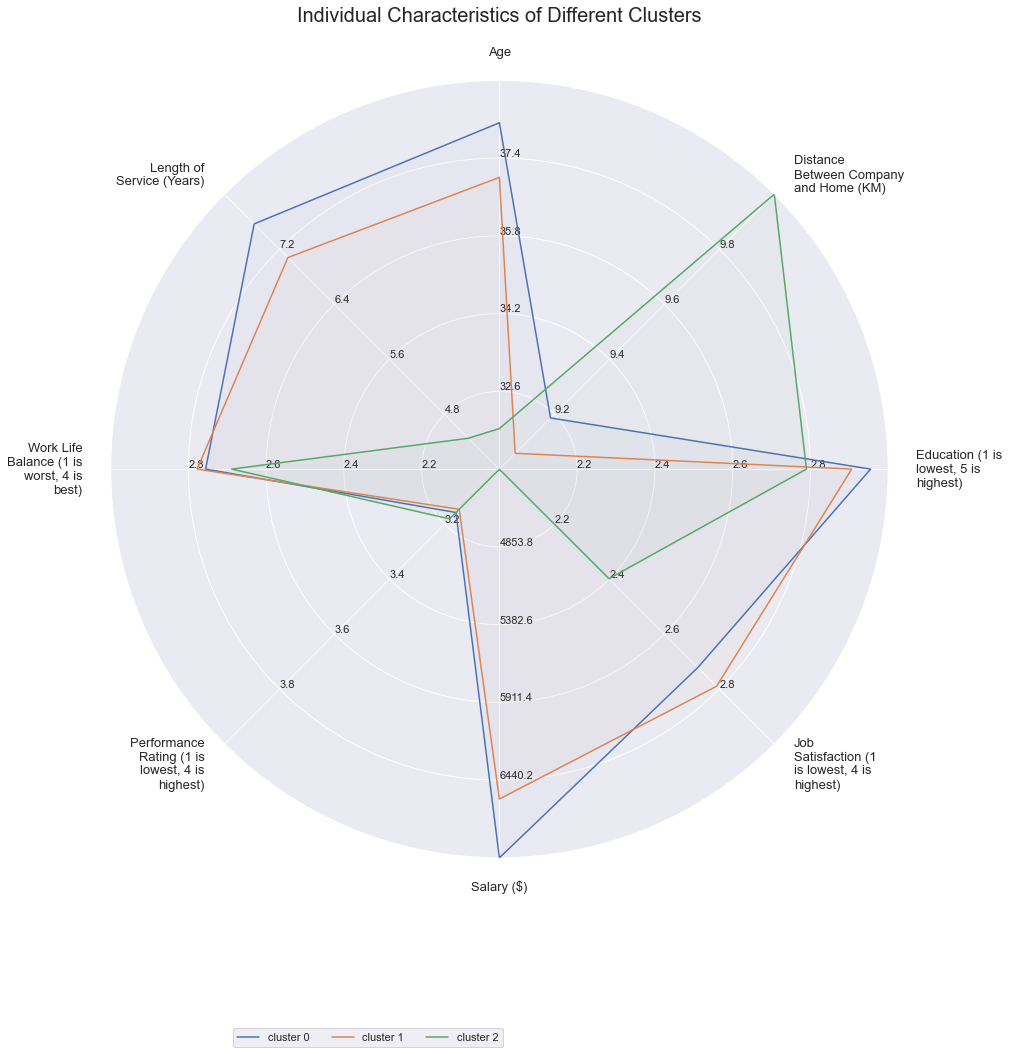 Individual Characteristics of Different Clusters
Age
Length of
Service (Years)
Distance
Between Company
and Home (KM)
37.4
35.8
34.2
32.6
7.2
6.4
5.6
4.8
9.8
9.6
9.4
9.2
Work Life
Balance (1 is
worst, 4 is
best)
2.8
2.6
2.4
2.2
2.2
2.4
2.6
2.8
Education (1 is
lowest, 5 is
highest)
3.2
3.4
3.6
3.8
4853.8
5382.6
5911.4
6440.2
2.2
2.4
2.6
2.8
Performance
Rating (1 is
lowest, 4 is
highest)
Job
Satisfaction (1
is lowest, 4 is
highest)
Salary ($)
cluster 0
cluster 1
cluster 2